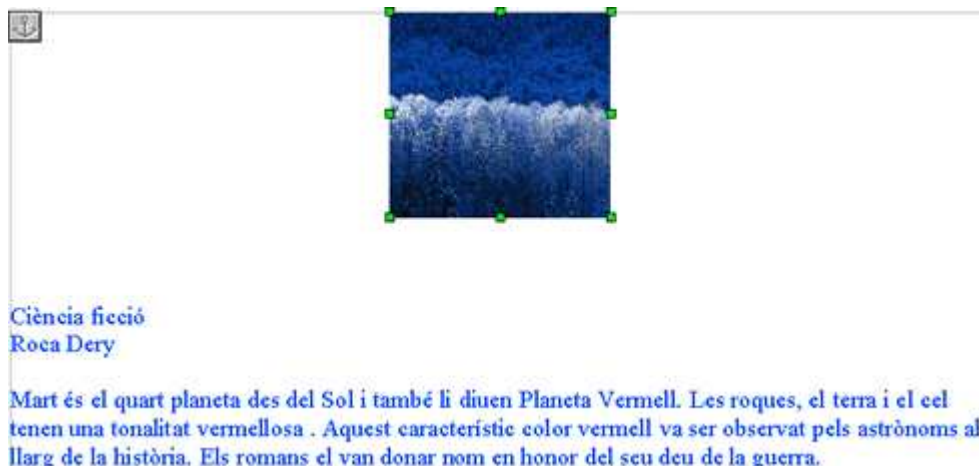 Ciència ficció
Roca Dery
Mart és el quart planeta des del Sol i també li diuen Planeta Vermell. Les roques, el terra i el cel
tenen una tonalitat vermellosa . Aquest característic color vermell va ser observat pels astrònoms al
llarg de la història. Els romans el van donar nom en honor del seu deu de la guerra.